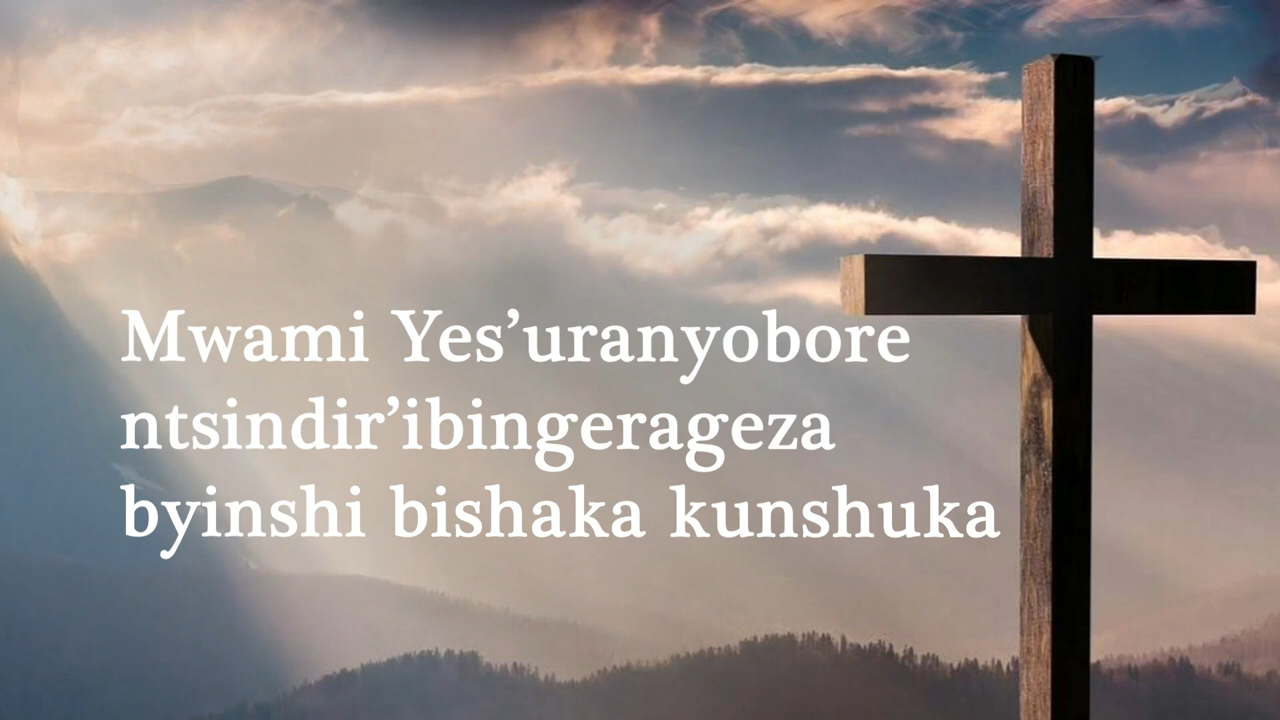 Mwami Yes’uranyobore
ntsindir’ibingerageza
byinshi bishaka kunshuka